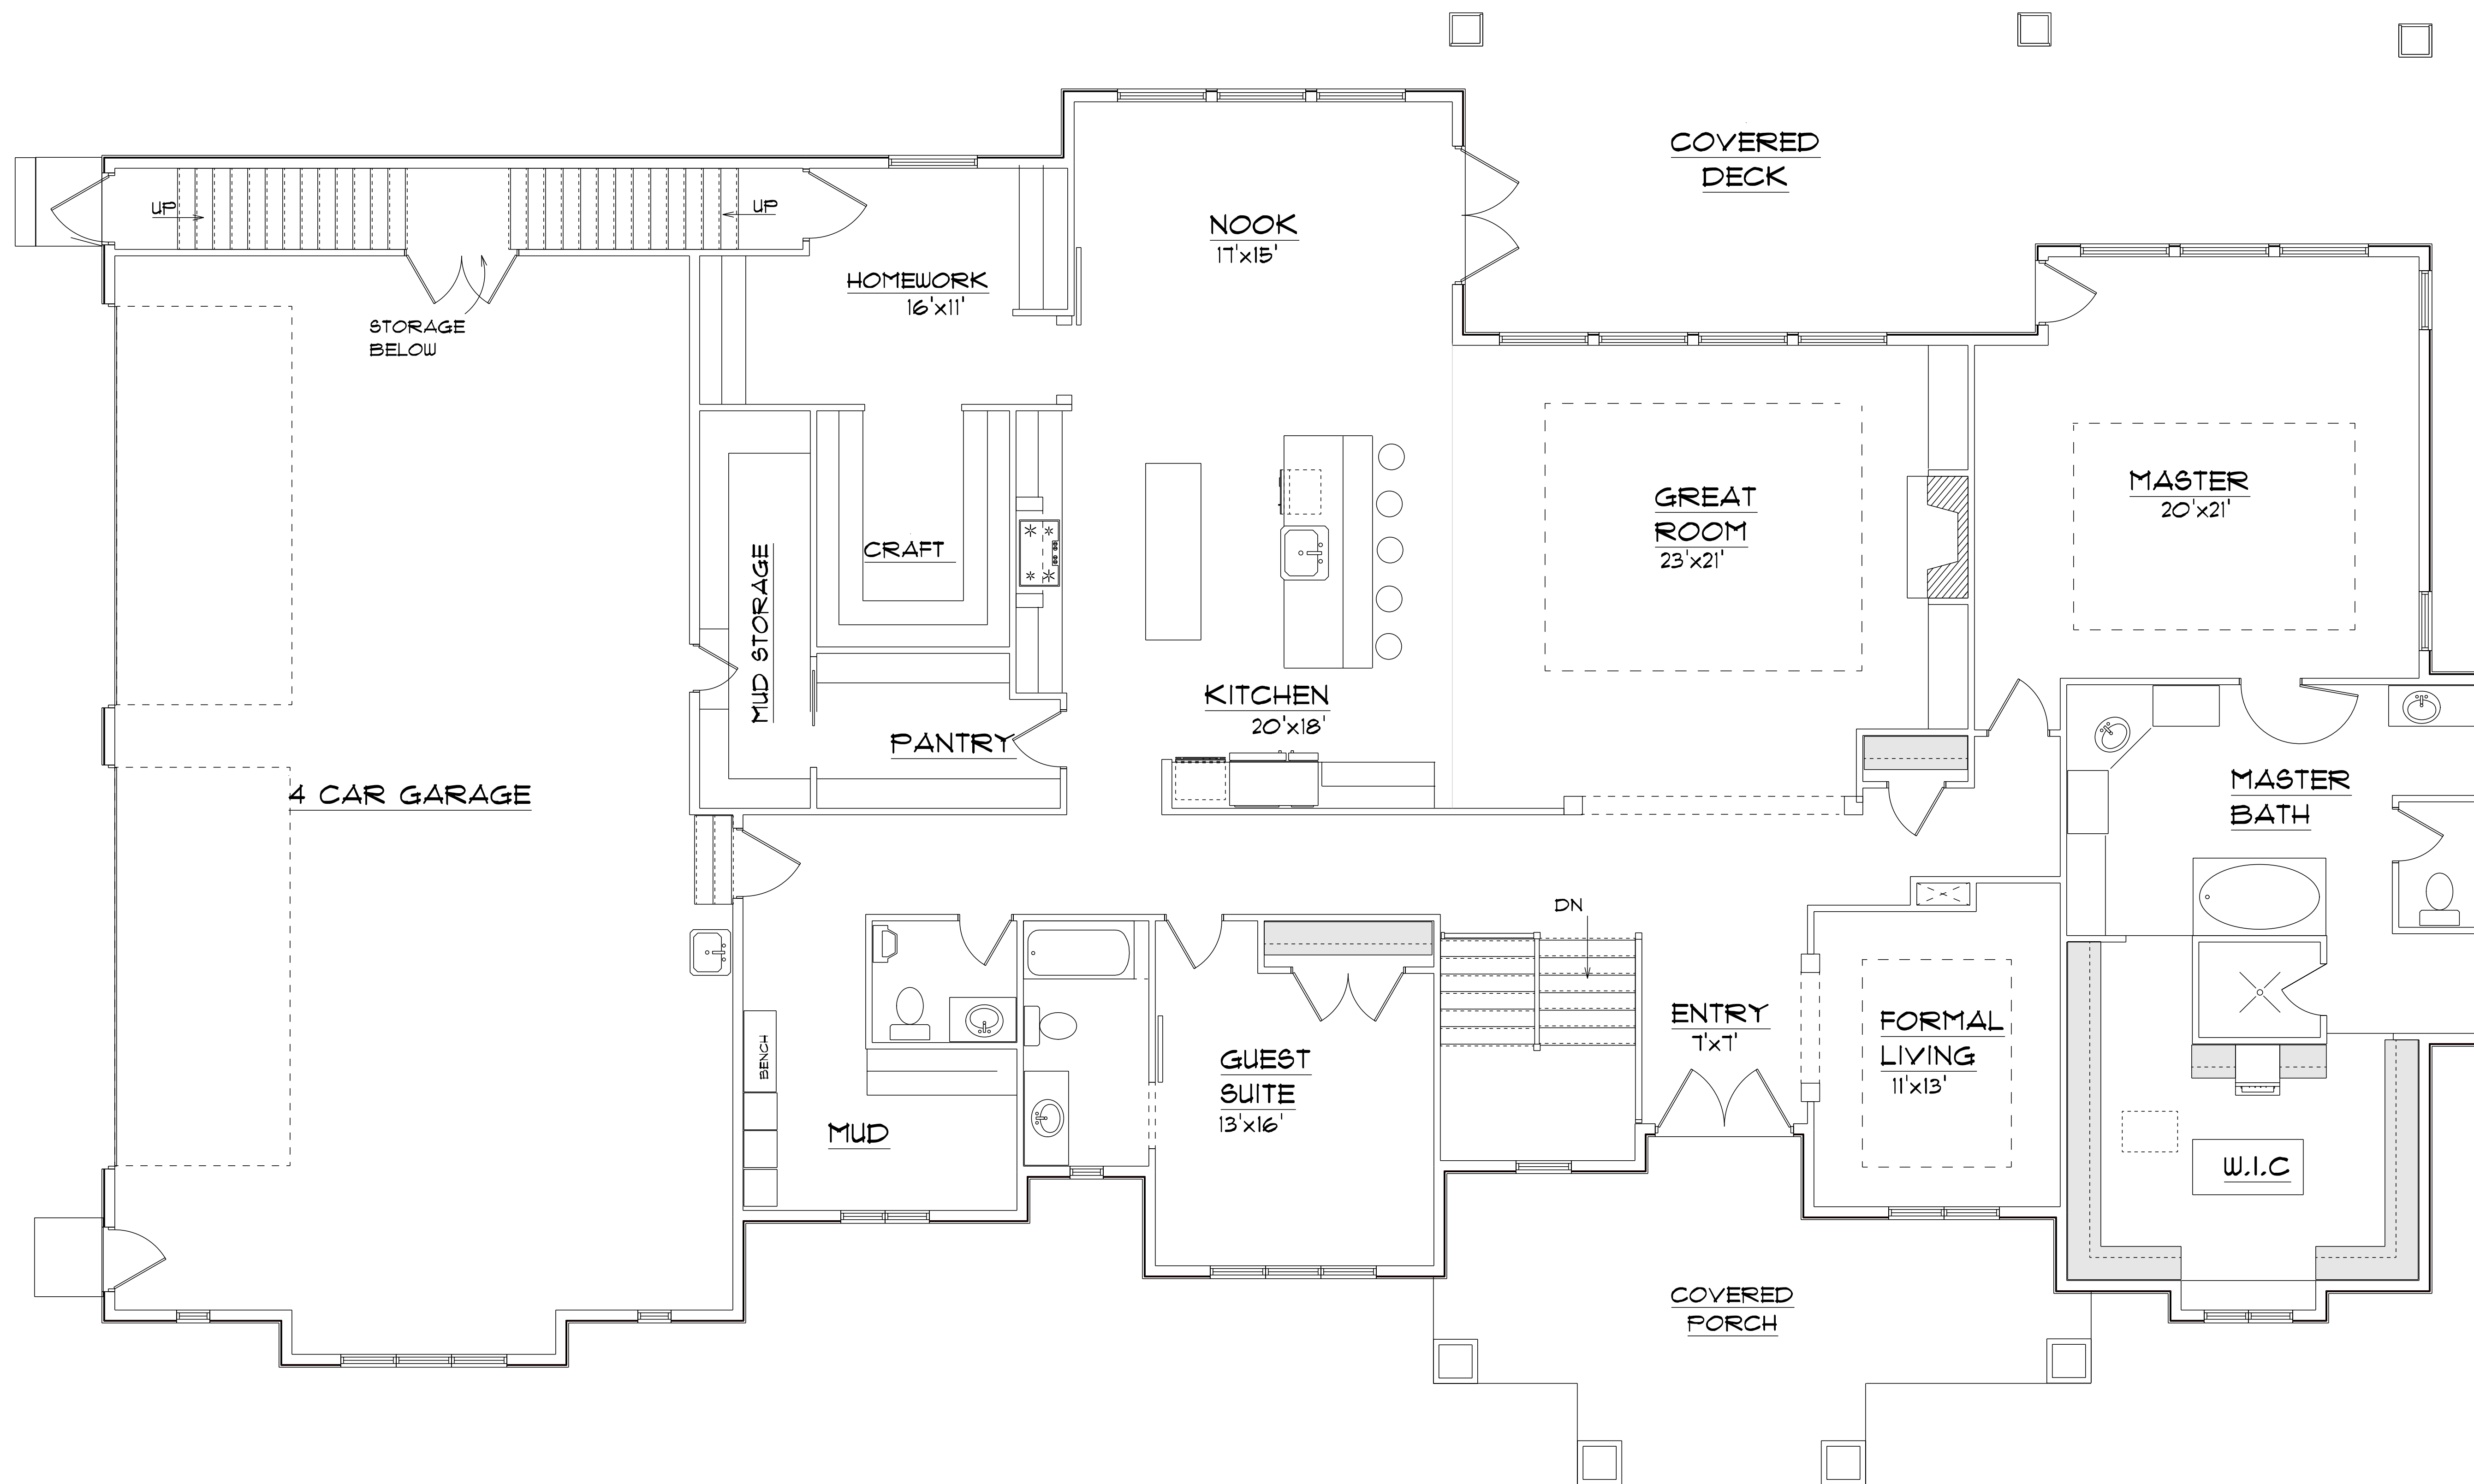 COVERED
DECK
UP
UP
NOOK
17'x15'
HOMEWORK
16'x11'
STORAGE
BELOW
MASTER
20'x21'
GREAT
ROOM
23'x21'
CRAFT
MUD STORAGE
KITCHEN
20'x18'
PANTRY
4 CAR GARAGE
MASTER
BATH
DN
ENTRY
7'x7'
FORMAL
LIVING
11'x13'
BENCH
GUEST
SUITE
13'x16'
MUD
W.I.C
COVERED
PORCH